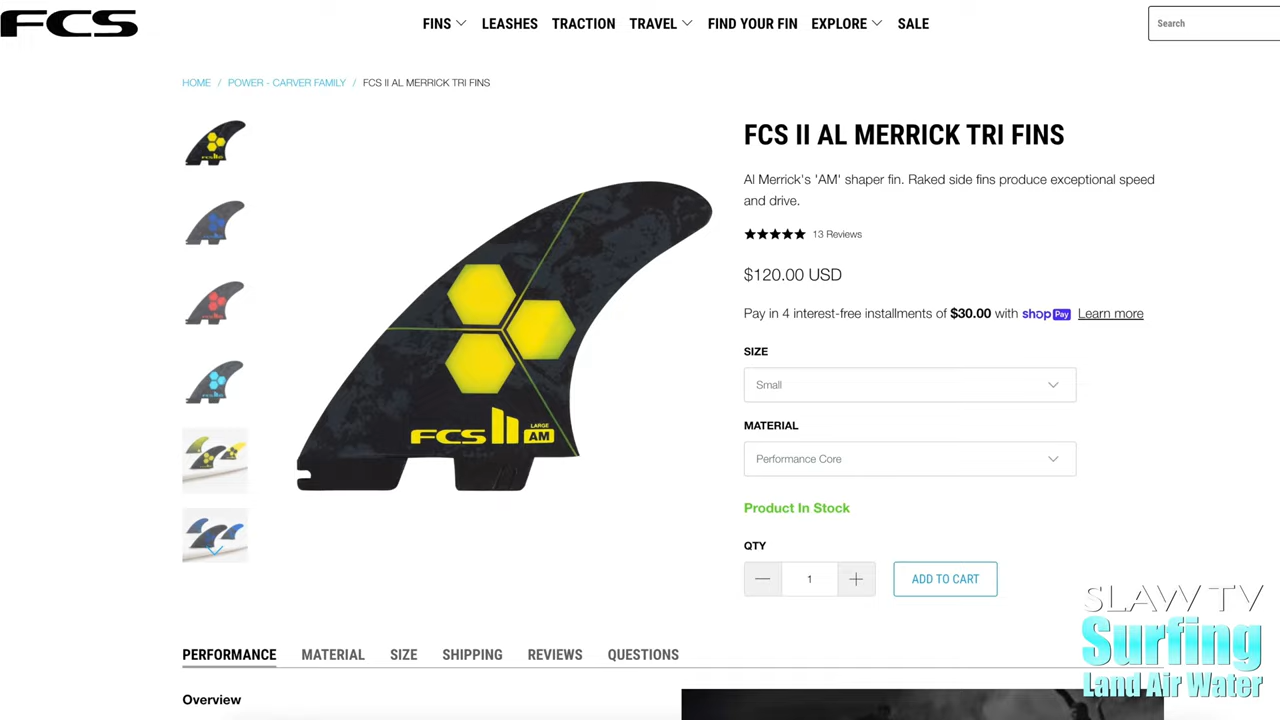 FCS
FINS LEASHES TRACTION TRAVEL FIND YOUR FIN EXPLORE SALE
Search
HOME / POWER - CARVER FAMILY / FCS II AL MERRICK TRI FINS
FCS II AL MERRICK TRI FINS
Al Merrick's 'AM' shaper fin. Raked side fins produce exceptional speed
and drive.
13 Reviews
$120.00 USD
Pay in 4 interest-free installments of $30.00 with shop Pay Learn more
SIZE
Small
MATERIAL
Performance Core
Product In Stock
QTY
1
ADD TO CART
FCS II LARGE
AM
PERFORMANCE MATERIAL SIZE SHIPPING REVIEWS QUESTIONS
Overview
SLAW TV
Surfing
Land Air Water